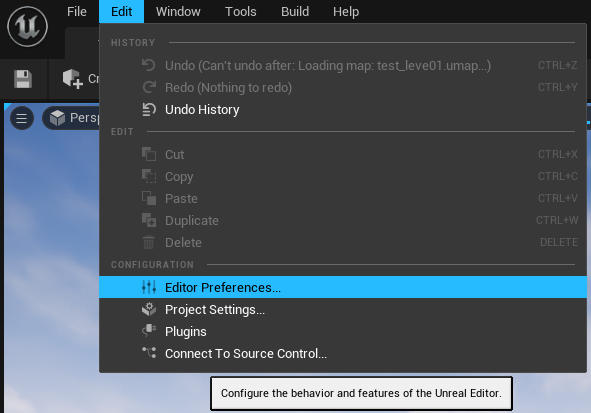 File Edit Window Tools Build Help
HISTORY
Undo (Can't undo after: Loading map: test_leve01.umap...) CTRL+Z
Redo (Nothing to redo) CTRL+Y
Undo History
EDIT
Cut CTRL+X
Copy CTRL+C
Paste CTRL+V
Duplicate CTRL+W
Delete DELETE
CONFIGURATION
Editor Preferences...
Project Settings...
Plugins
Connect To Source Control...
Configure the behavior and features of the Unreal Editor.